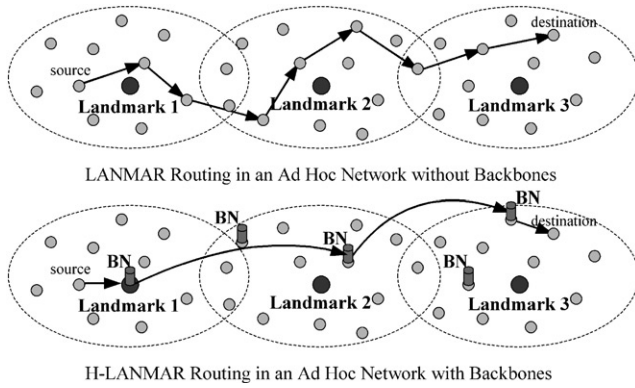 destination
source
Landmark 1 Landmark 2 Landmark 3
LANMAR Routing in an Ad Hoc Network without Backbones
BN
BN
destination
BN
BN
source
BN
Landmark 1 Landmark 2 Landmark 3
H-LANMAR Routing in an Ad Hoc Network with Backbones